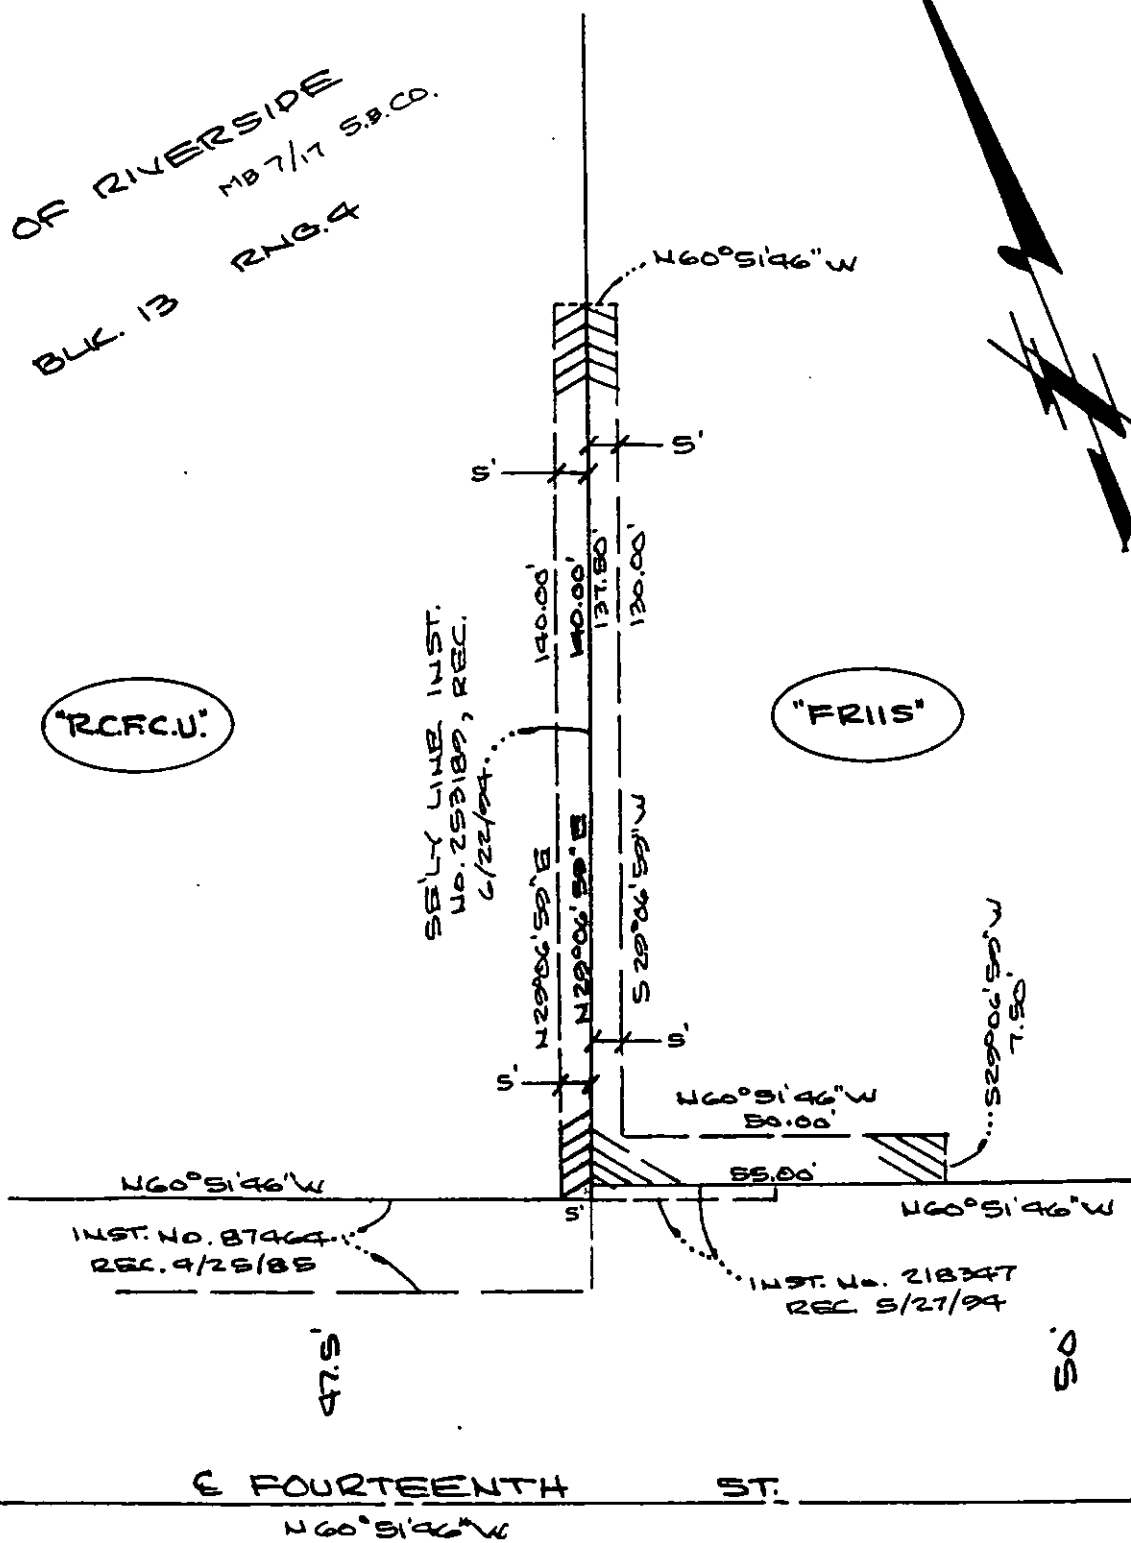 OF RIVERSIDE
MB 7/17 S.B.CO.
BLK. 13 RNG.4
N60°51'46"W
5'
5'
140.00'
140.00'
137.50'
130.00'
SE'LY LINE INST.
NO. 253189, REC.
6/22/94.
"R.C.F.C.U."
"FRIIS"
N29°06'59"E
N29°06'59"E
S29°06'59"W
S29°06'59"W
7.50'
5'
5'
N60°51'46"W
50.00'
55.00'
N60°51'46"W
5'
N60°51'46"W
INST. NO. 87464
REC. 4/25/85
INST. No. 218347
REC 5/27/94
47.5'
50'
℄ FOURTEENTH ST.
N60°51'46"W